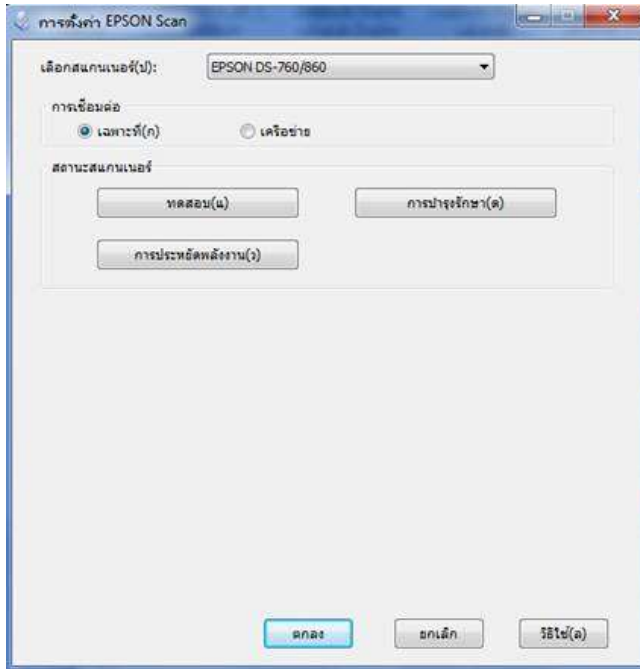 การตั้งค่า EPSON Scan
เลือกสแกนเนอร์(ป): EPSON DS-760/860
การเชื่อมต่อ
เฉพาะที่(ก) เครือข่าย
สถานะสแกนเนอร์
ทดสอบ(แ) การบำรุงรักษา(ด)
การประหยัดพลังงาน(ว)
ตกลง ยกเลิก วิธีใช้(ล)